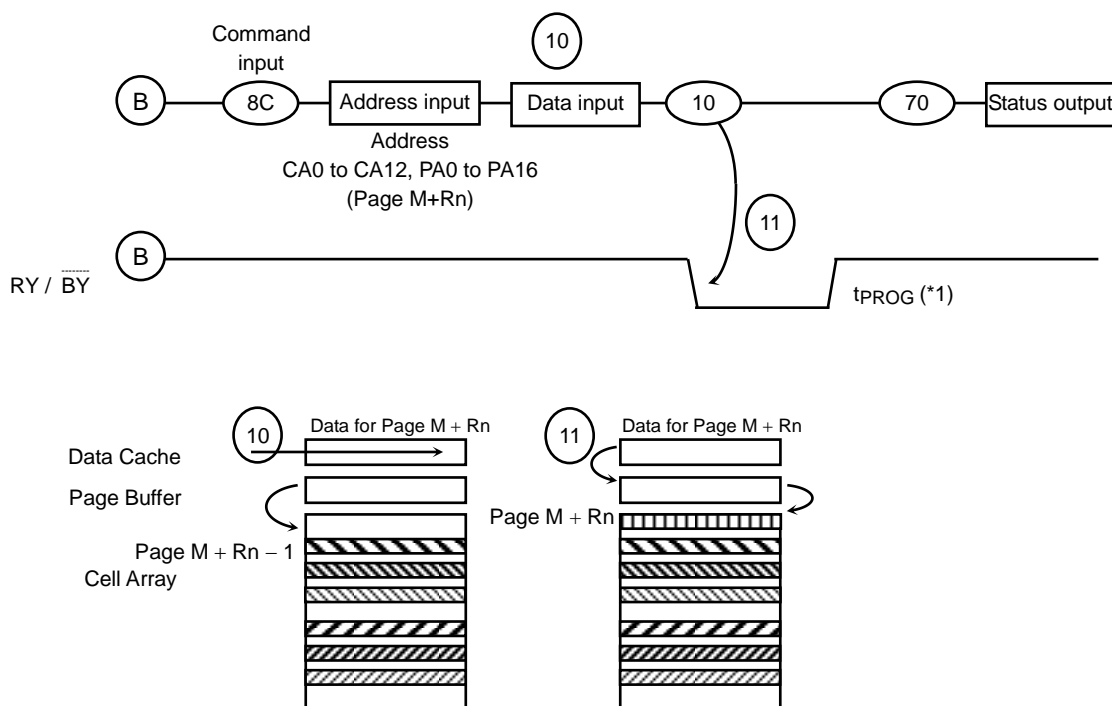 10
Command
input
B
8C
Address input
Data input
10
70
Status output
Address
CA0 to CA12, PA0 to PA16
(Page M+Rn)
11
B
RY / BY
tPROG (*1)
10
Data for Page M + Rn
11
Data for Page M + Rn
Data Cache
Page Buffer
Page M + Rn
Page M + Rn − 1
Cell Array